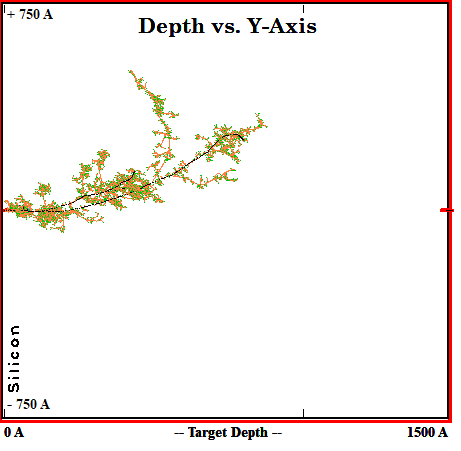 + 750 A
Depth vs. Y-Axis
Silicon
- 750 A
0 A -- Target Depth -- 1500 A